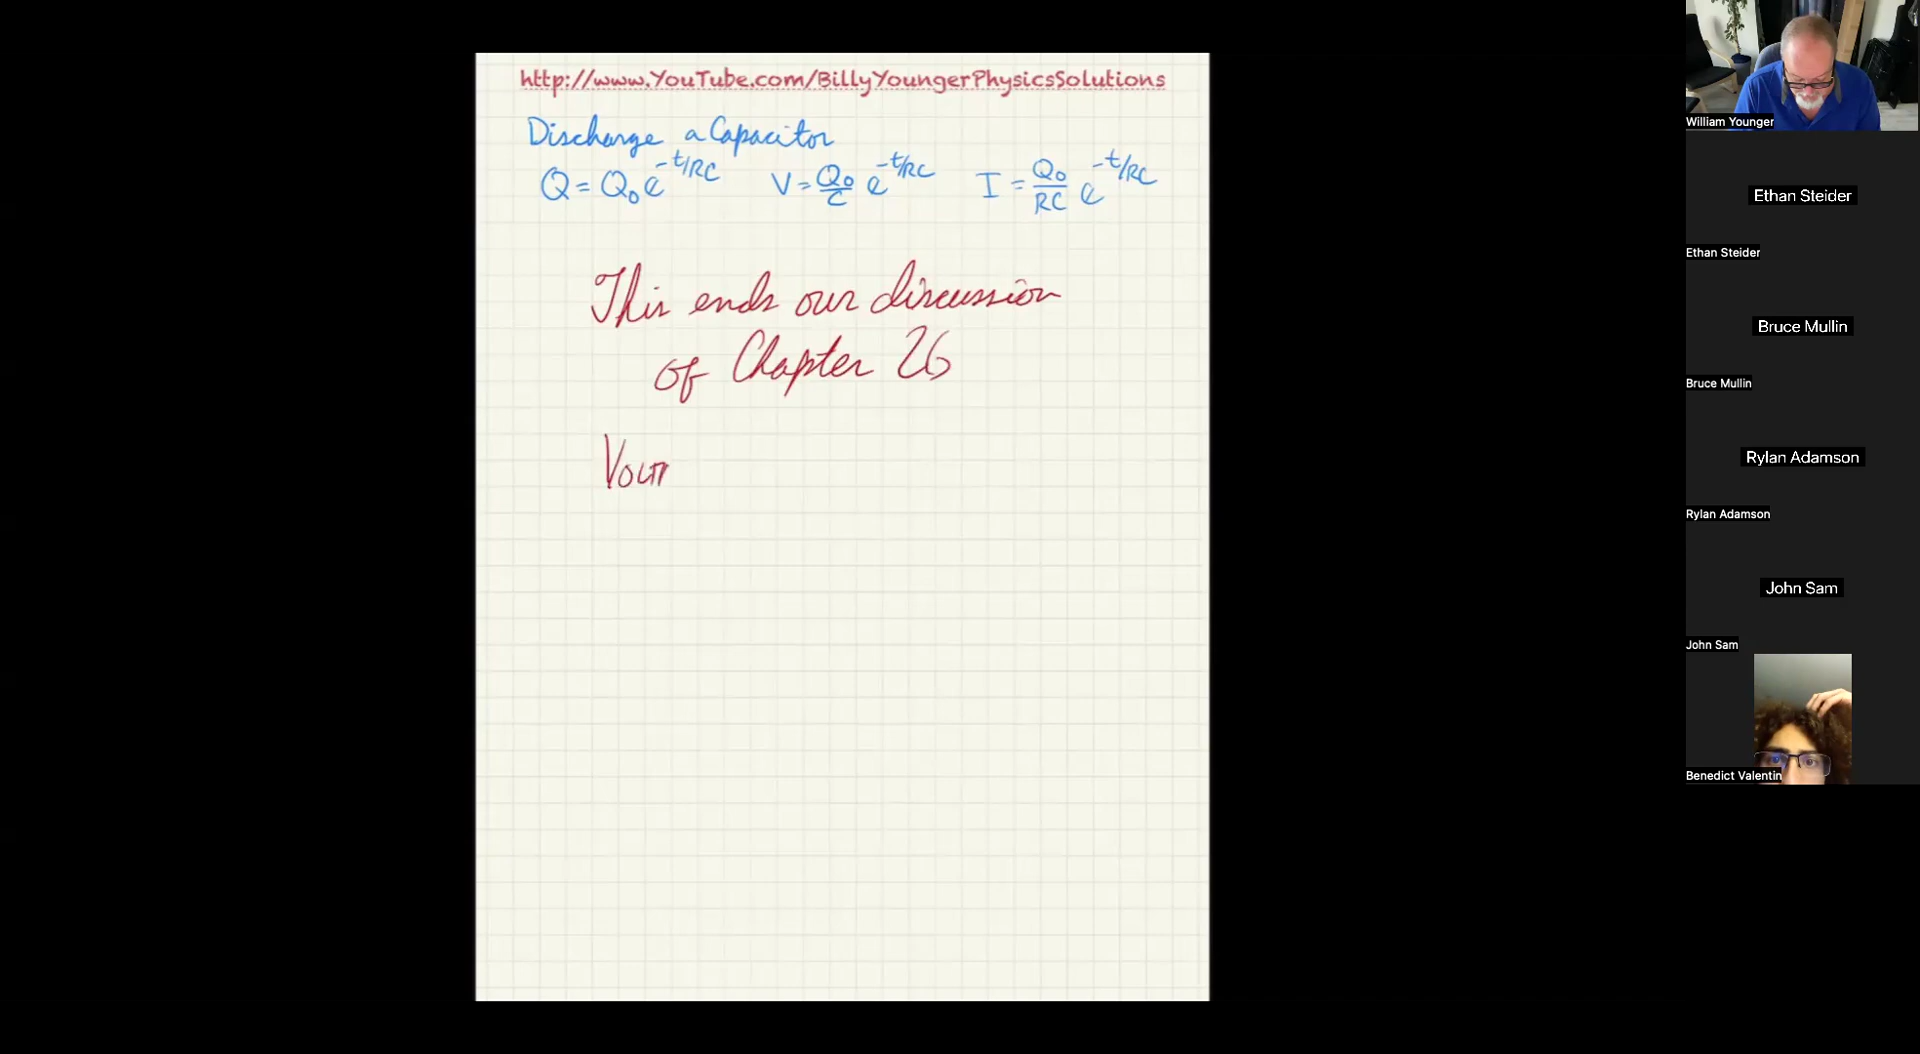 http://www.YouTube.com/BillyYoungerPhysicsSolutions
Discharge a Capacitor
Q = Q₀ e^(-t/RC) V = Q₀/C e^(-t/RC) I = Q₀/RC e^(-t/RC)
This ends our discussion
of Chapter 26
Your
William Younger
Ethan Steider
Ethan Steider
Bruce Mullin
Bruce Mullin
Rylan Adamson
Rylan Adamson
John Sam
John Sam
Benedict Valentin